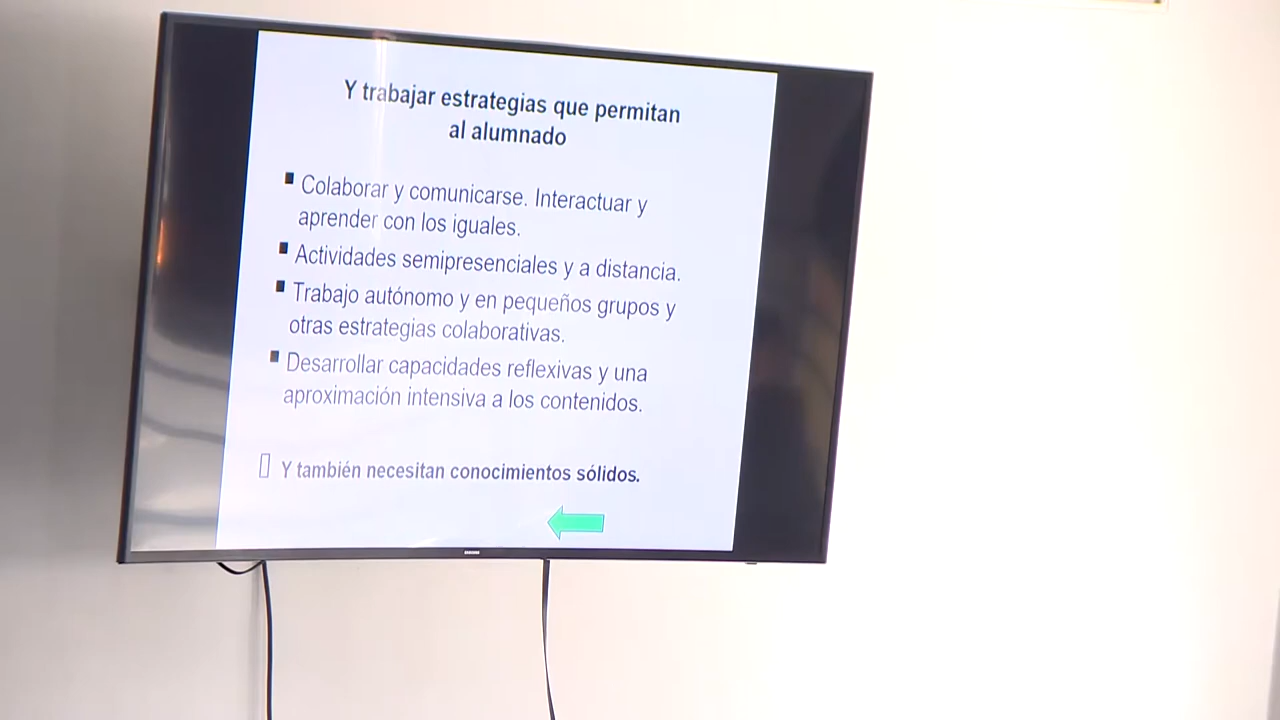 Y trabajar estrategias que permitan
al alumnado
Colaborar y comunicarse. Interactuar y
aprender con los iguales.
Actividades semipresenciales y a distancia.
Trabajo autónomo y en pequeños grupos y
otras estrategias colaborativas.
Desarrollar capacidades reflexivas y una
aproximación intensiva a los contenidos.
Y también necesitan conocimientos sólidos.
SAMSUNG